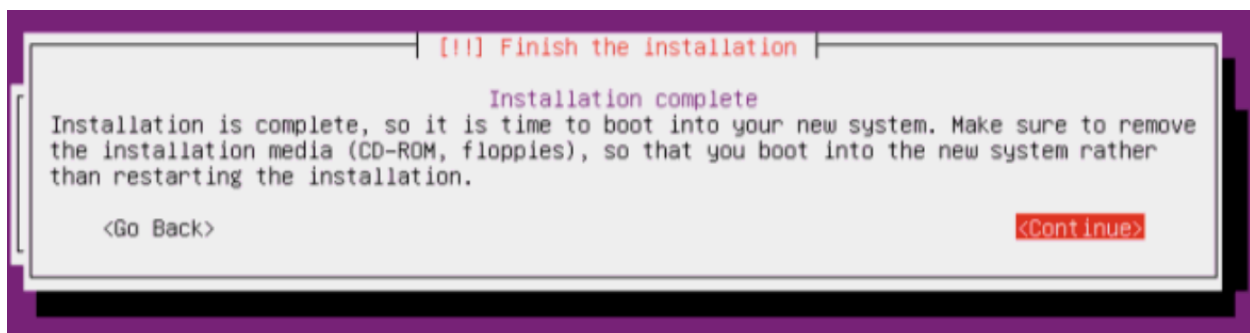 [!!] Finish the installation
Installation complete
Installation is complete, so it is time to boot into your new system. Make sure to remove
the installation media (CD-ROM, floppies), so that you boot into the new system rather
than restarting the installation.
<Go Back> <Continue>